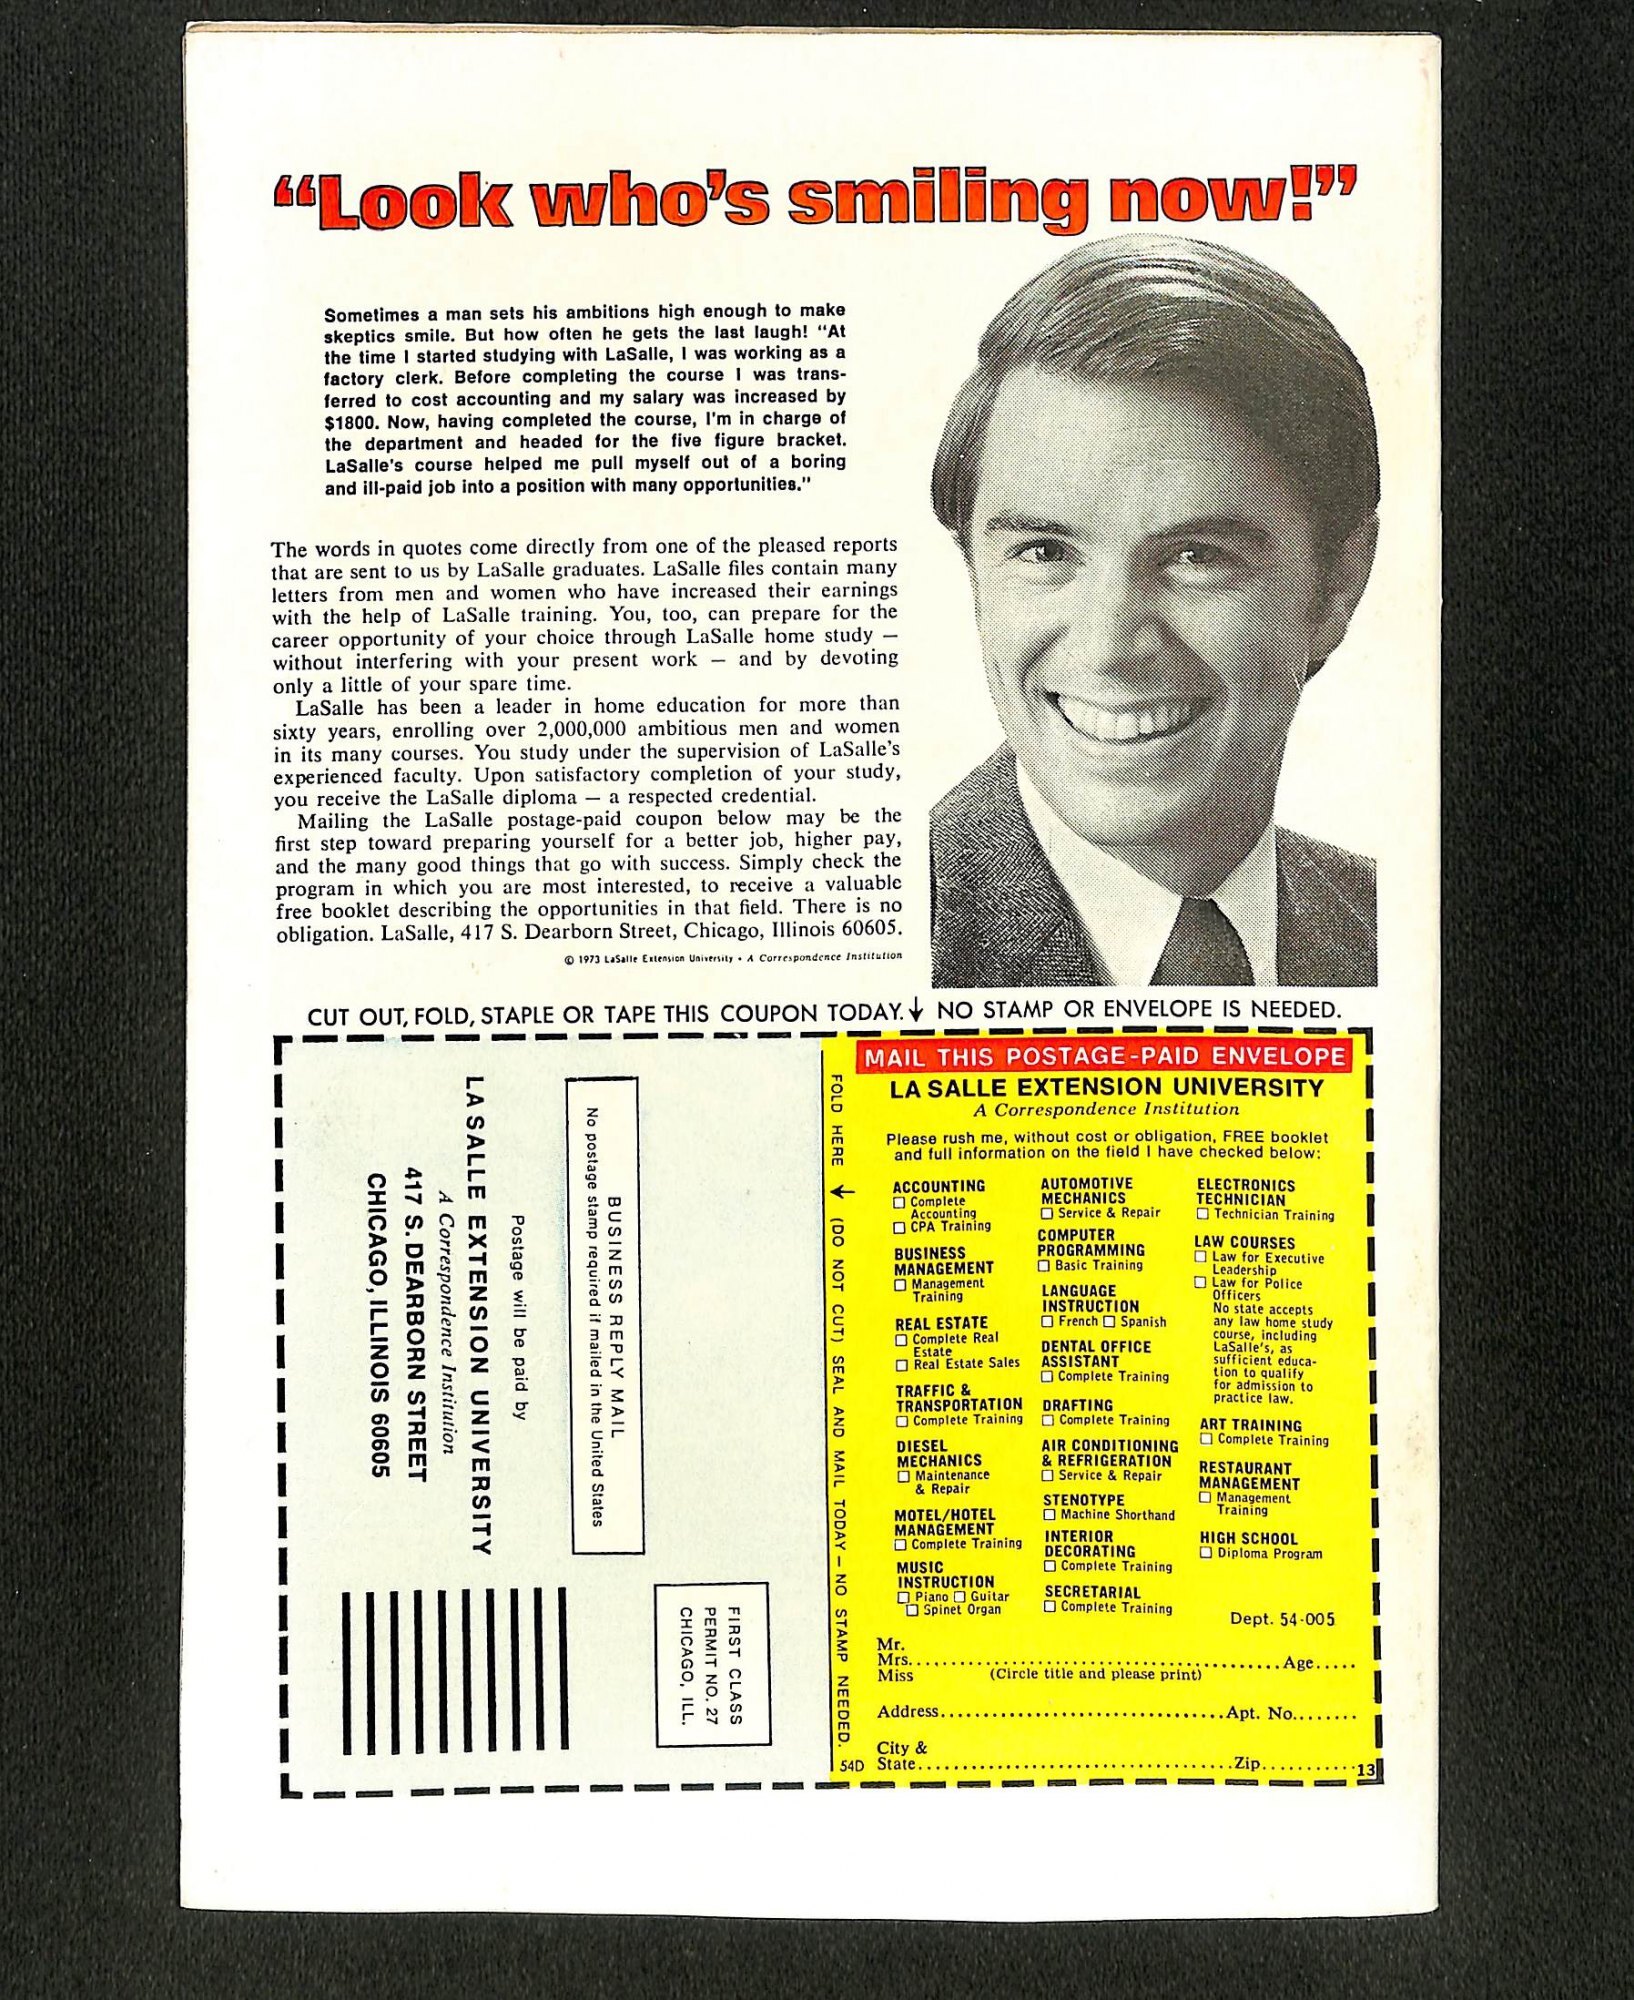 “Look who’s smiling now!”
Sometimes a man sets his ambitions high enough to make
skeptics smile. But how often he gets the last laugh! “At
the time I started studying with LaSalle, I was working as a
factory clerk. Before completing the course I was trans-
ferred to cost accounting and my salary was increased by
$1800. Now, having completed the course, I'm in charge of
the department and headed for the five figure bracket.
LaSalle's course helped me pull myself out of a boring
and ill-paid job into a position with many opportunities.”
The words in quotes come directly from one of the pleased reports
that are sent to us by LaSalle graduates. LaSalle files contain many
letters from men and women who have increased their earnings
with the help of LaSalle training. You, too, can prepare for the
career opportunity of your choice through LaSalle home study —
without interfering with your present work — and by devoting
only a little of your spare time.
LaSalle has been a leader in home education for more than
sixty years, enrolling over 2,000,000 ambitious men and women
in its many courses. You study under the supervision of LaSalle's
experienced faculty. Upon satisfactory completion of your study,
you receive the LaSalle diploma — a respected credential.
Mailing the LaSalle postage-paid coupon below may be the
first step toward preparing yourself for a better job, higher pay,
and the many good things that go with success. Simply check the
program in which you are most interested, to receive a valuable
free booklet describing the opportunities in that field. There is no
obligation. LaSalle, 417 S. Dearborn Street, Chicago, Illinois 60605.
© 1973 LaSalle Extension University • A Correspondence Institution
CUT OUT, FOLD, STAPLE OR TAPE THIS COUPON TODAY. ↓ NO STAMP OR ENVELOPE IS NEEDED.
FIRST CLASS
PERMIT NO. 27
CHICAGO, ILL.
BUSINESS REPLY MAIL
No postage stamp required if mailed in the United States
Postage will be paid by
LA SALLE EXTENSION UNIVERSITY
A Correspondence Institution
417 S. DEARBORN STREET
CHICAGO, ILLINOIS 60605
FOLD HERE → (DO NOT CUT) SEAL AND MAIL TODAY – NO STAMP NEEDED.
MAIL THIS POSTAGE-PAID ENVELOPE
LA SALLE EXTENSION UNIVERSITY
A Correspondence Institution
Please rush me, without cost or obligation, FREE booklet
and full information on the field I have checked below:
ACCOUNTING
☐ Complete
Accounting
☐ CPA Training
BUSINESS
MANAGEMENT
☐ Management
Training
REAL ESTATE
☐ Complete Real
Estate
☐ Real Estate Sales
TRAFFIC &
TRANSPORTATION
☐ Complete Training
DIESEL
MECHANICS
☐ Maintenance
& Repair
MOTEL/HOTEL
MANAGEMENT
☐ Complete Training
MUSIC
INSTRUCTION
☐ Piano ☐ Guitar
☐ Spinet Organ
AUTOMOTIVE
MECHANICS
☐ Service & Repair
COMPUTER
PROGRAMMING
☐ Basic Training
LANGUAGE
INSTRUCTION
☐ French ☐ Spanish
DENTAL OFFICE
ASSISTANT
☐ Complete Training
DRAFTING
☐ Complete Training
AIR CONDITIONING
& REFRIGERATION
☐ Service & Repair
STENOTYPE
☐ Machine Shorthand
INTERIOR
DECORATING
☐ Complete Training
SECRETARIAL
☐ Complete Training
ELECTRONICS
TECHNICIAN
☐ Technician Training
LAW COURSES
☐ Law for Executive
Leadership
☐ Law for Police
Officers
No state accepts
any law home study
course, including
LaSalle's, as
sufficient educa-
tion to qualify
for admission to
practice law.
ART TRAINING
☐ Complete Training
RESTAURANT
MANAGEMENT
☐ Management
Training
HIGH SCHOOL
☐ Diploma Program
Dept. 54-005
Mr.
Mrs. Age
Miss (Circle title and please print)
Address Apt. No.
City &
State Zip
54D
13